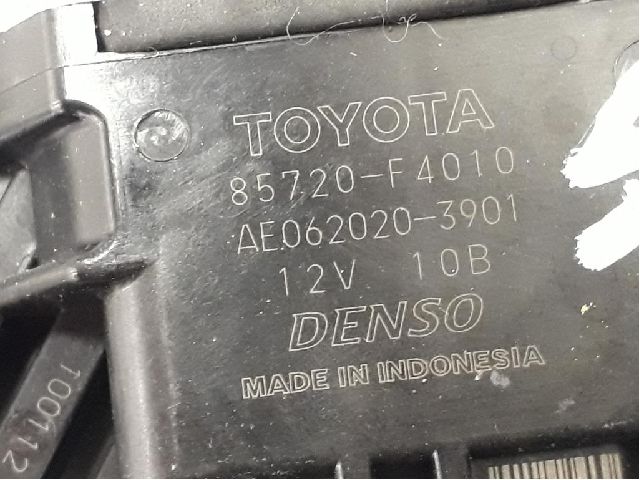 TOYOTA
85720-F4010
AE062020-3901
12V 10B
DENSO
MADE IN INDONESIA
100112